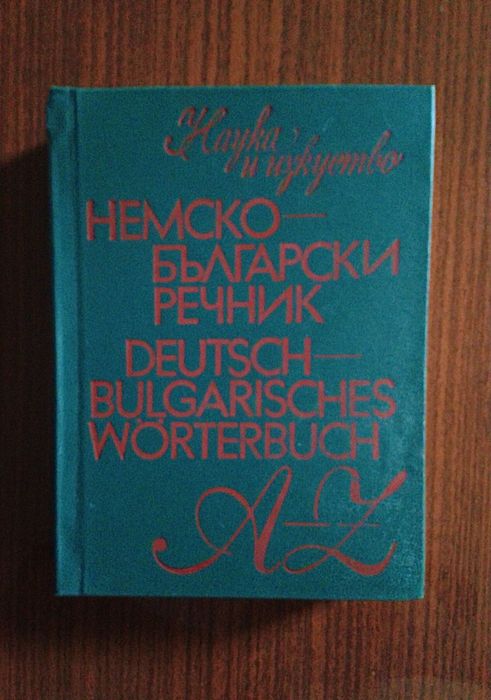 Наука
и изкуство
НЕМСКО—
БЪЛГАРСКИ
РЕЧНИК
DEUTSCH—
BULGARISCHES
WÖRTERBUCH
A—Z